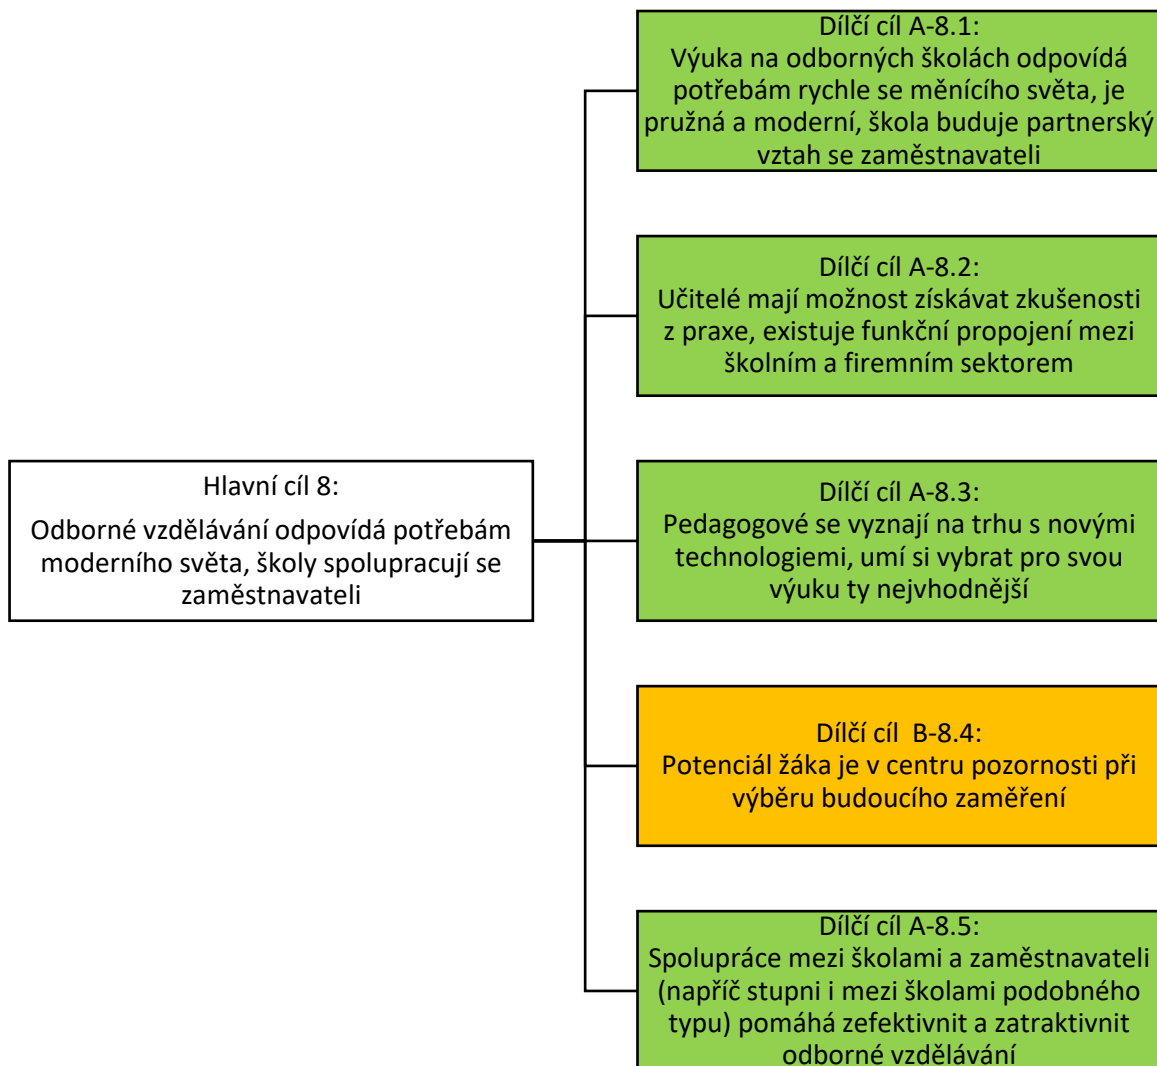 Dílčí cíl A-8.1:
Výuka na odborných školách odpovídá
potřebám rychle se měnícího světa, je
pružná a moderní, škola buduje partnerský
vztah se zaměstnavateli
Dílčí cíl A-8.2:
Učitelé mají možnost získávat zkušenosti
z praxe, existuje funkční propojení mezi
školním a firemním sektorem
Hlavní cíl 8:
Odborné vzdělávání odpovídá potřebám
moderního světa, školy spolupracují se
zaměstnavateli
Dílčí cíl A-8.3:
Pedagogové se vyznají na trhu s novými
technologiemi, umí si vybrat pro svou
výuku ty nejvhodnější
Dílčí cíl  B-8.4:
Potenciál žáka je v centru pozornosti při
výběru budoucího zaměření
Dílčí cíl A-8.5:
Spolupráce mezi školami a zaměstnavateli
(napříč stupni i mezi školami podobného
typu) pomáhá zefektivnit a zatraktivnit
odborné vzdělávání